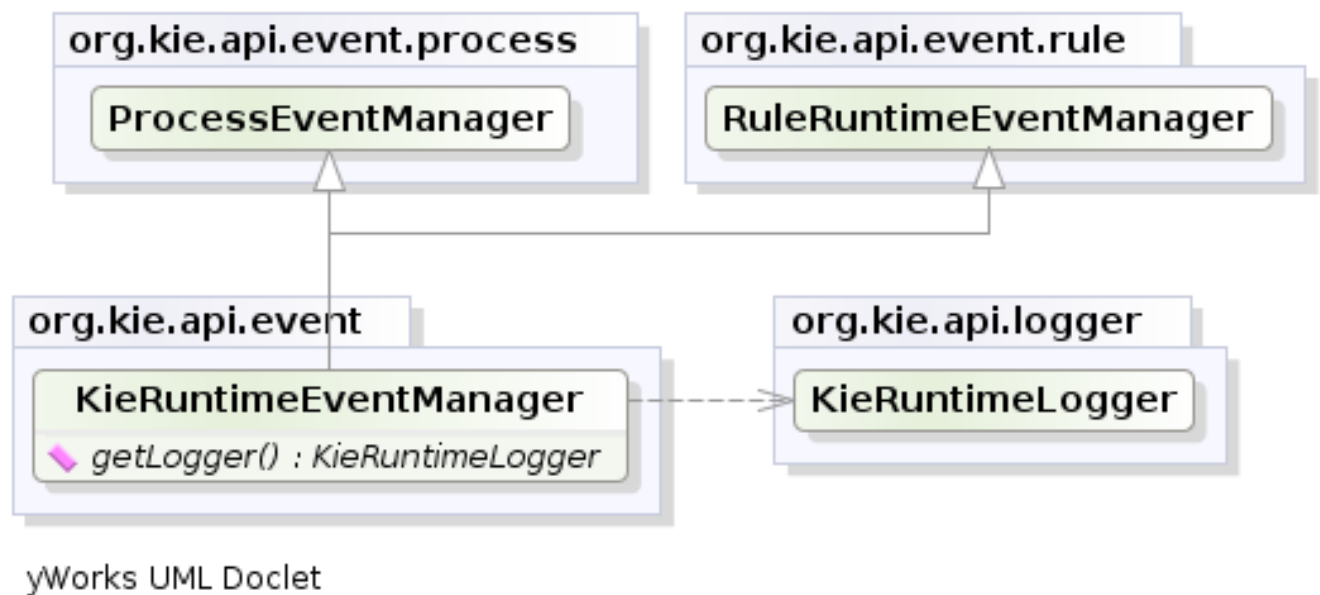 org.kie.api.event.process
org.kie.api.event.rule
ProcessEventManager
RuleRuntimeEventManager
org.kie.api.event
org.kie.api.logger
KieRuntimeEventManager
KieRuntimeLogger
getLogger() : KieRuntimeLogger
yWorks UML Doclet